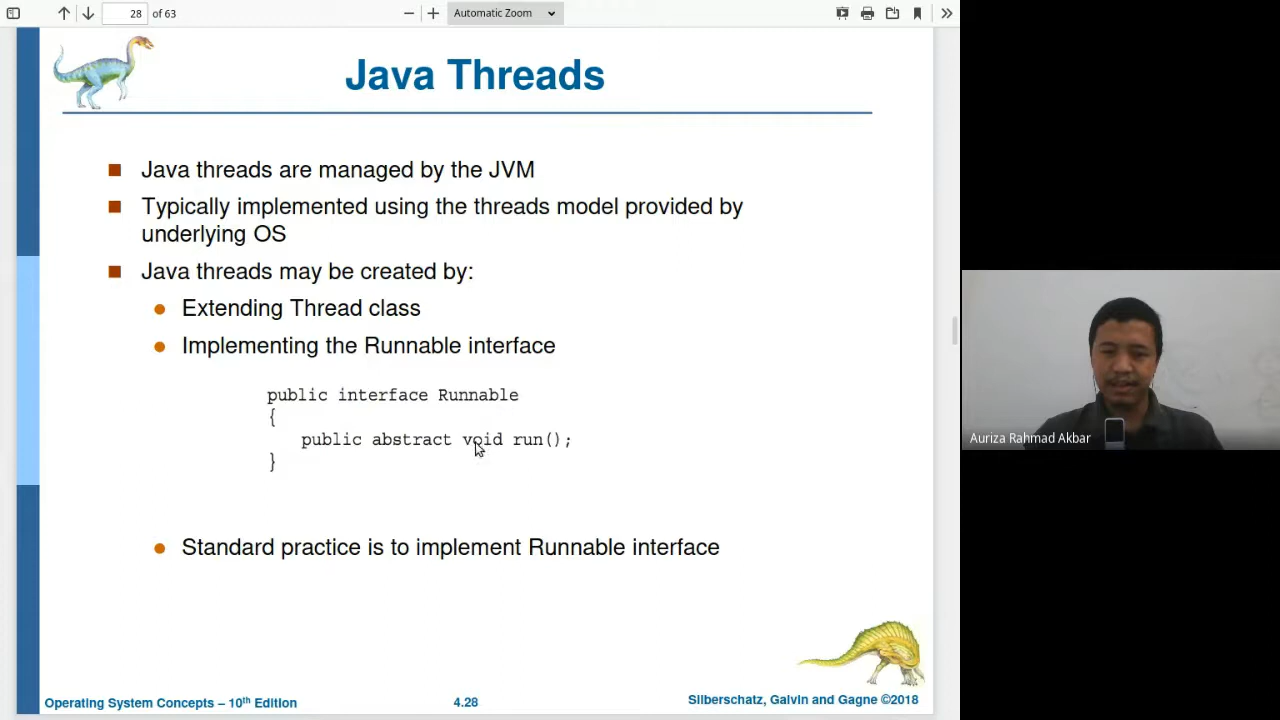 28 of 63
Automatic Zoom
Java Threads
Java threads are managed by the JVM
Typically implemented using the threads model provided by
underlying OS
Java threads may be created by:
Extending Thread class
Implementing the Runnable interface
public interface Runnable
{
public abstract void run();
}
Standard practice is to implement Runnable interface
Operating System Concepts – 10th Edition
4.28
Silberschatz, Galvin and Gagne ©2018
Auriza Rahmad Akbar